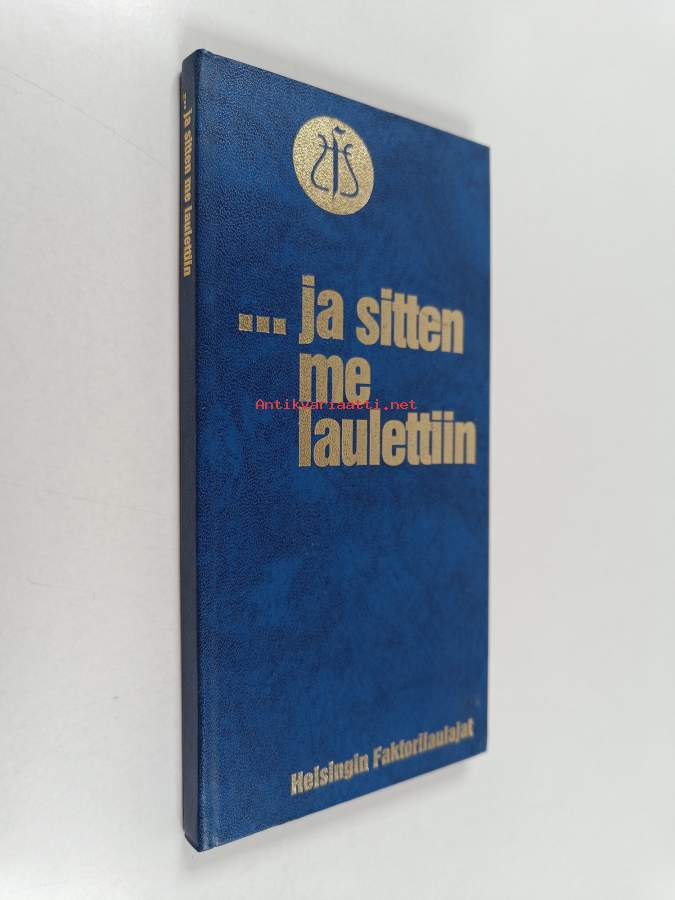 ... ja sitten me laulettiin
... ja sitten
me
Antikvariaatti.net
laulettiin
Helsingin Faktorilaulajat